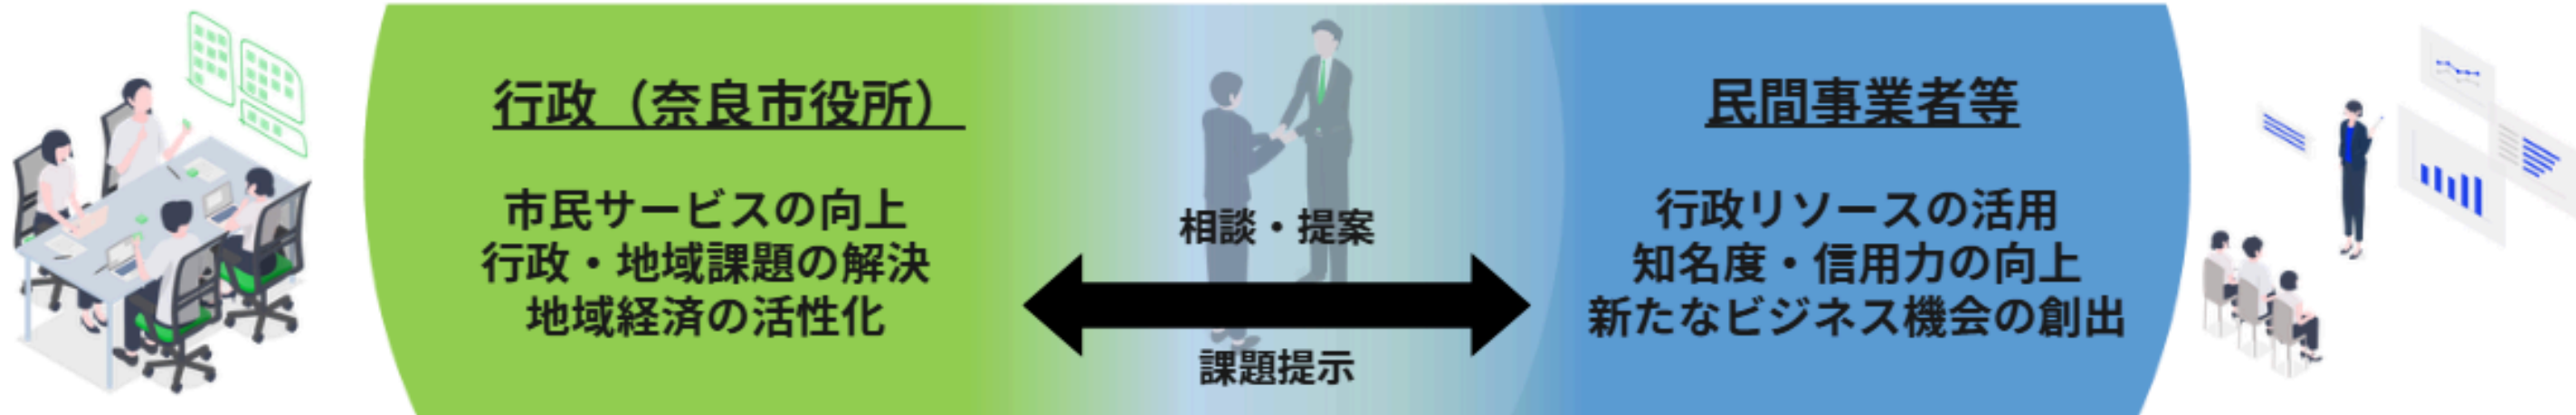 行政（奈良市役所）
市民サービスの向上
行政・地域課題の解決
地域経済の活性化
相談・提案
課題提示
民間事業者等
行政リソースの活用
知名度・信用力の向上
新たなビジネス機会の創出